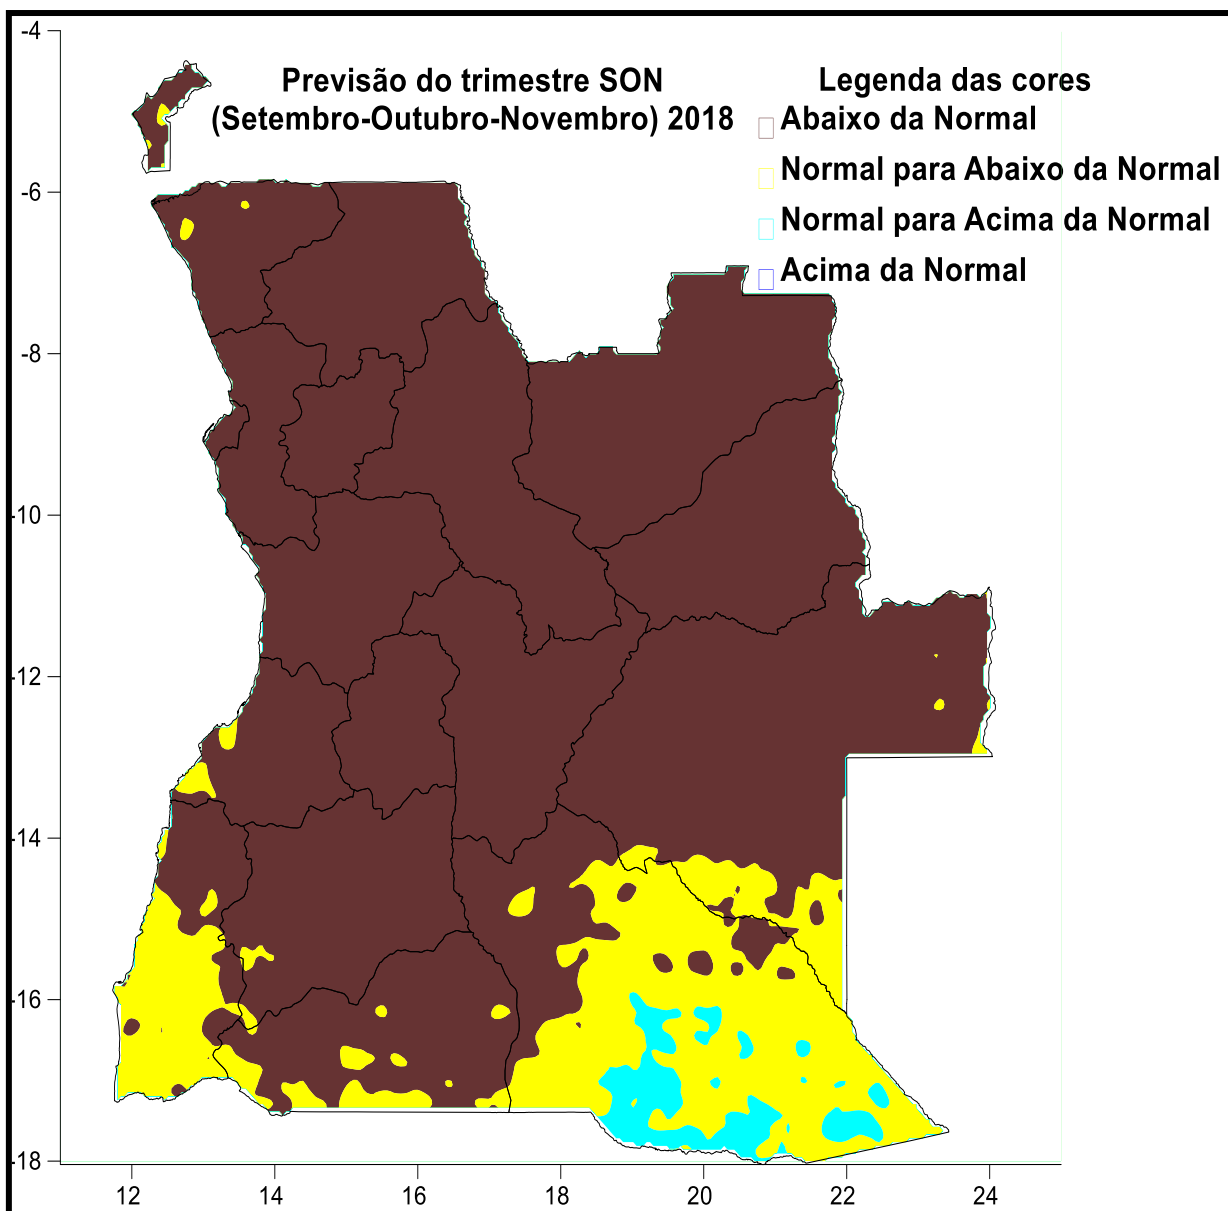 Previsão do trimestre SON
(Setembro-Outubro-Novembro) 2018
Legenda das cores
Abaixo da Normal
Normal para Abaixo da Normal
Normal para Acima da Normal
Acima da Normal
-4
-6
-8
-10
-12
-14
-16
-18
12
14
16
18
20
22
24